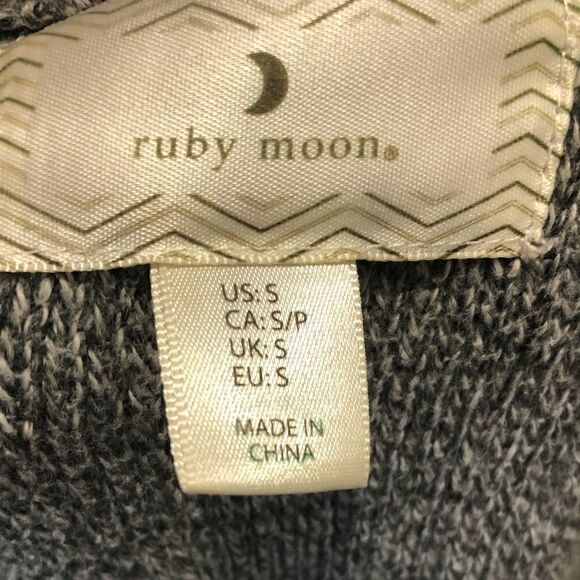 ruby moon®
US: S
CA: S/P
UK: S
EU: S
MADE IN
CHINA